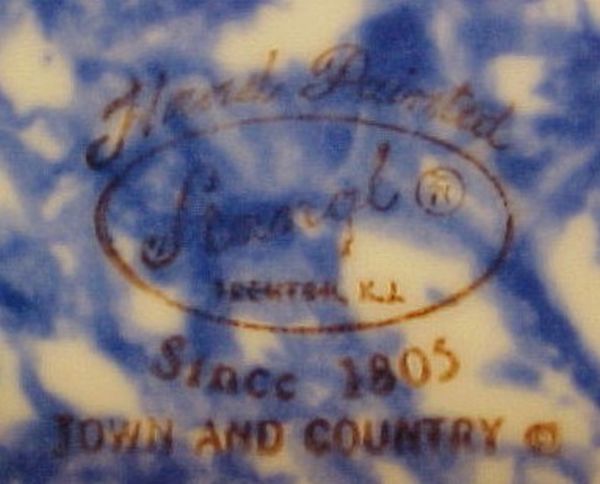 Hand Painted
Stangl ®
TRENTON, N.J.
Since 1805
TOWN AND COUNTRY ©